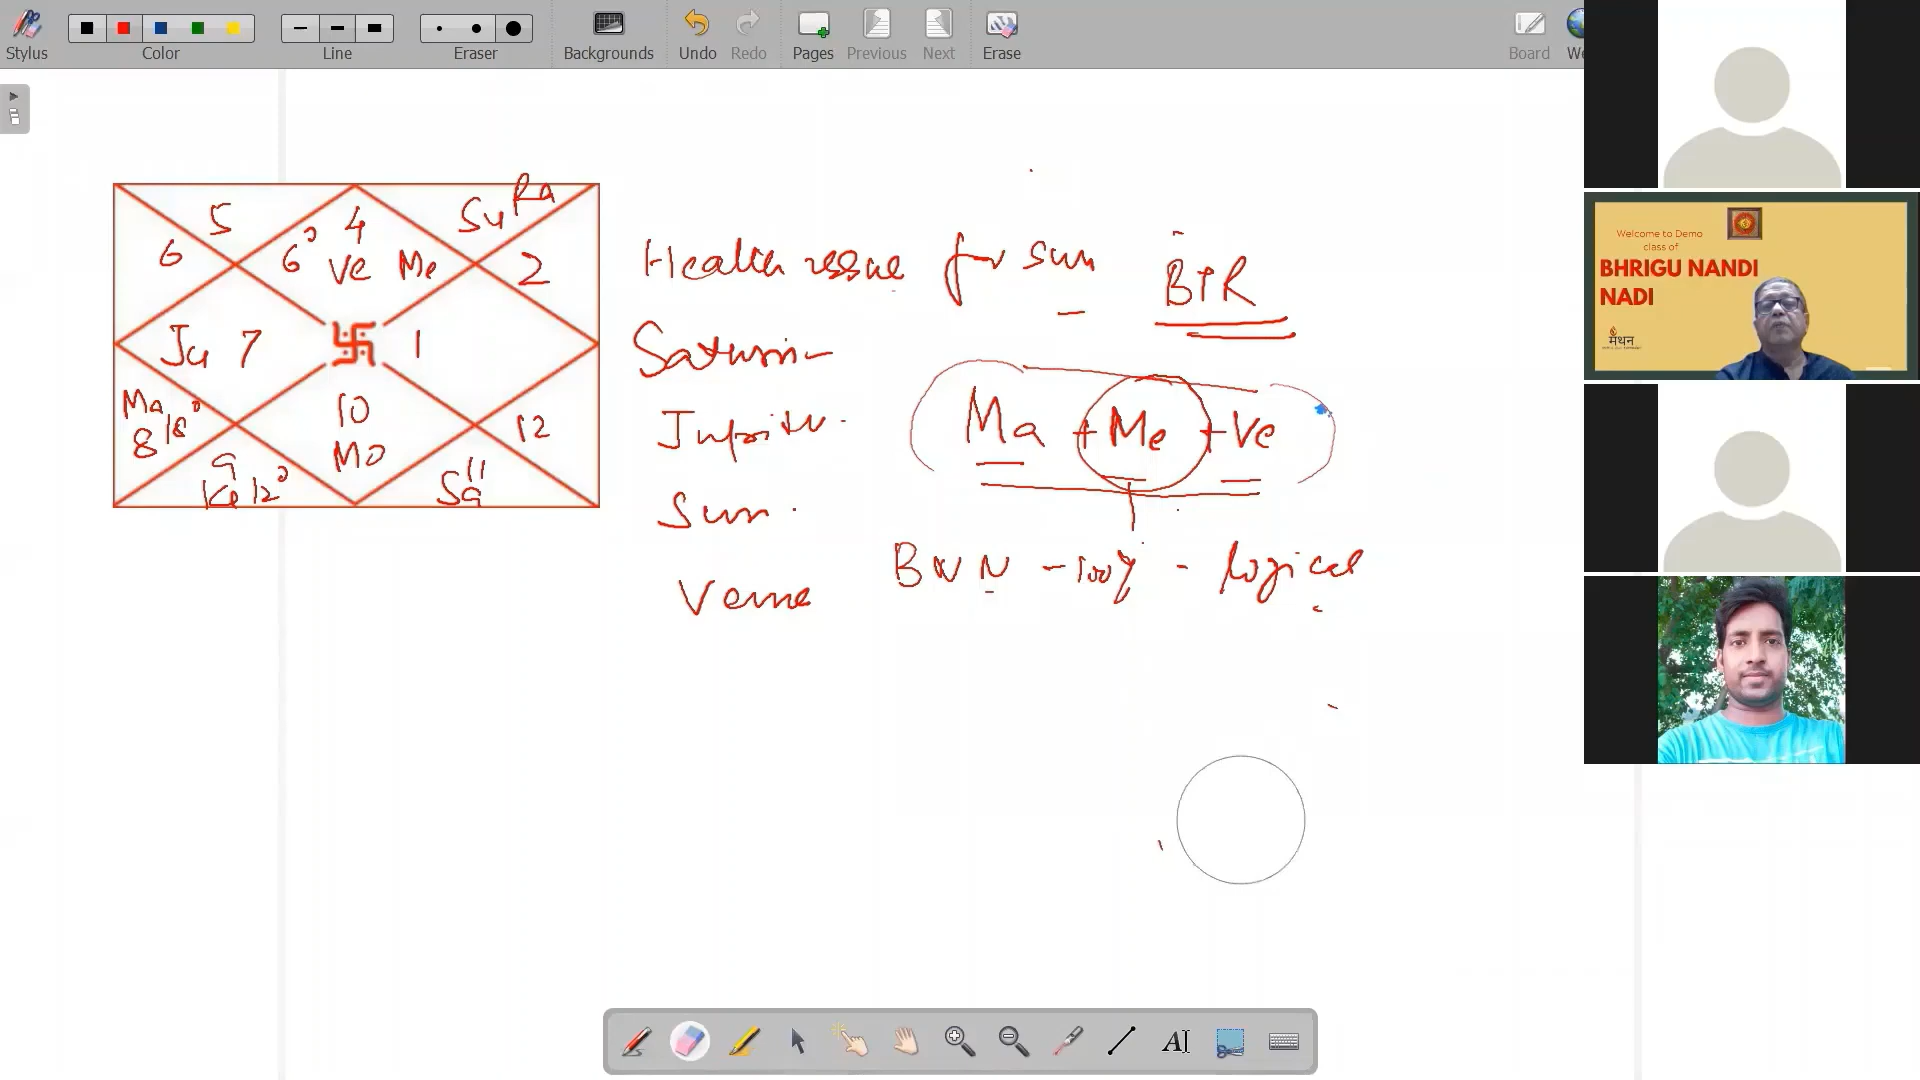 Stylus
Color
Line
Eraser
Backgrounds
Undo
Redo
Pages
Previous
Next
Erase
Board
We
5
6
6°
4
Ve Me
Su Ra
2
Ju 7
1
Ma 18°
8
10
Mo
9
Ke 12°
11
Sa
12
Health issue for Sun
BTR
Saturn -
Jupiter
Sun
Venus
Ma + Me + Ve
BNN - 100% - logical
Welcome to Demo
class of
BHRIGU NANDI
NADI
मंथन